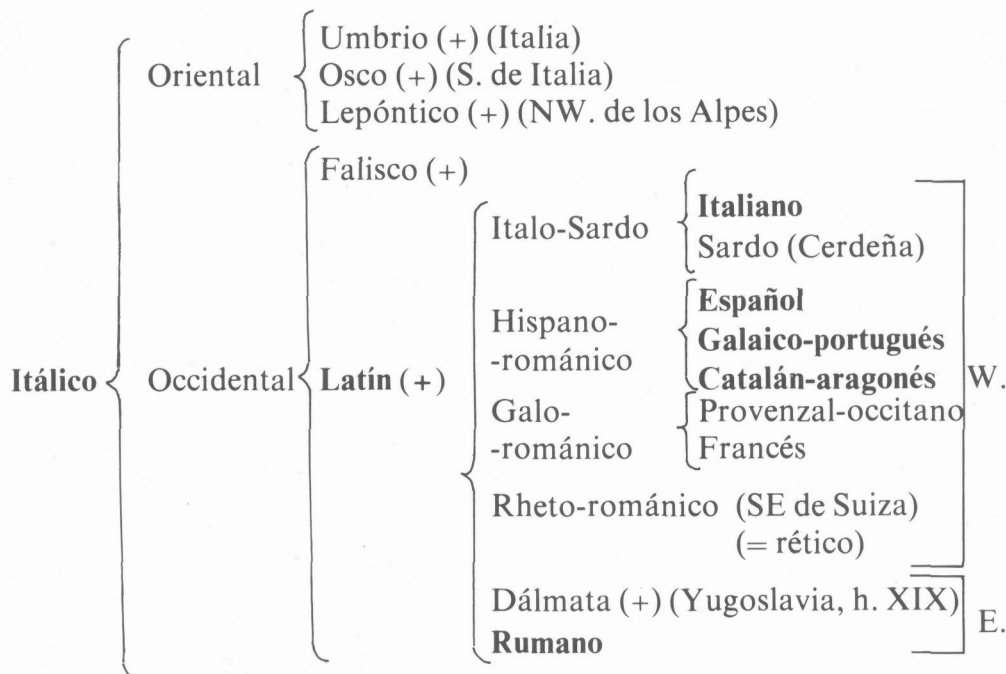 Umbrio (+) (Italia)
Oriental Osco (+) (S. de Italia)
Lepóntico (+) (NW. de los Alpes)
Falisco (+)
Italiano
Italo-Sardo
Sardo (Cerdeña)
Español
Hispano-
-románico
Galaico-portugués
Itálico Occidental Latín (+) Catalán-aragonés W.
Galo-
-románico
Provenzal-occitano
Francés
Rheto-románico (SE de Suiza)
(= rético)
Dálmata (+) (Yugoslavia, h. XIX)
E.
Rumano